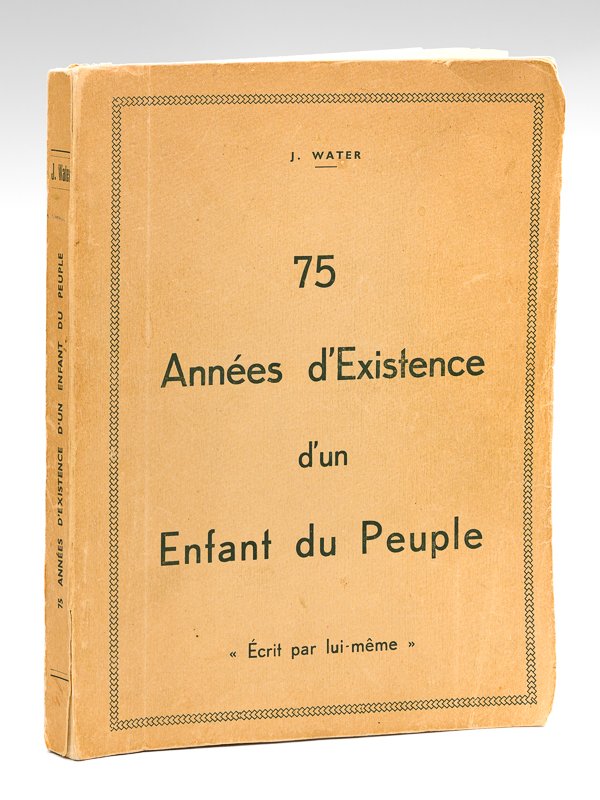 J. WATER
75
Années d'Existence
d'un
Enfant du Peuple
« Écrit par lui-même »
J. Water
75 ANNÉES D'EXISTENCE D'UN ENFANT DU PEUPLE